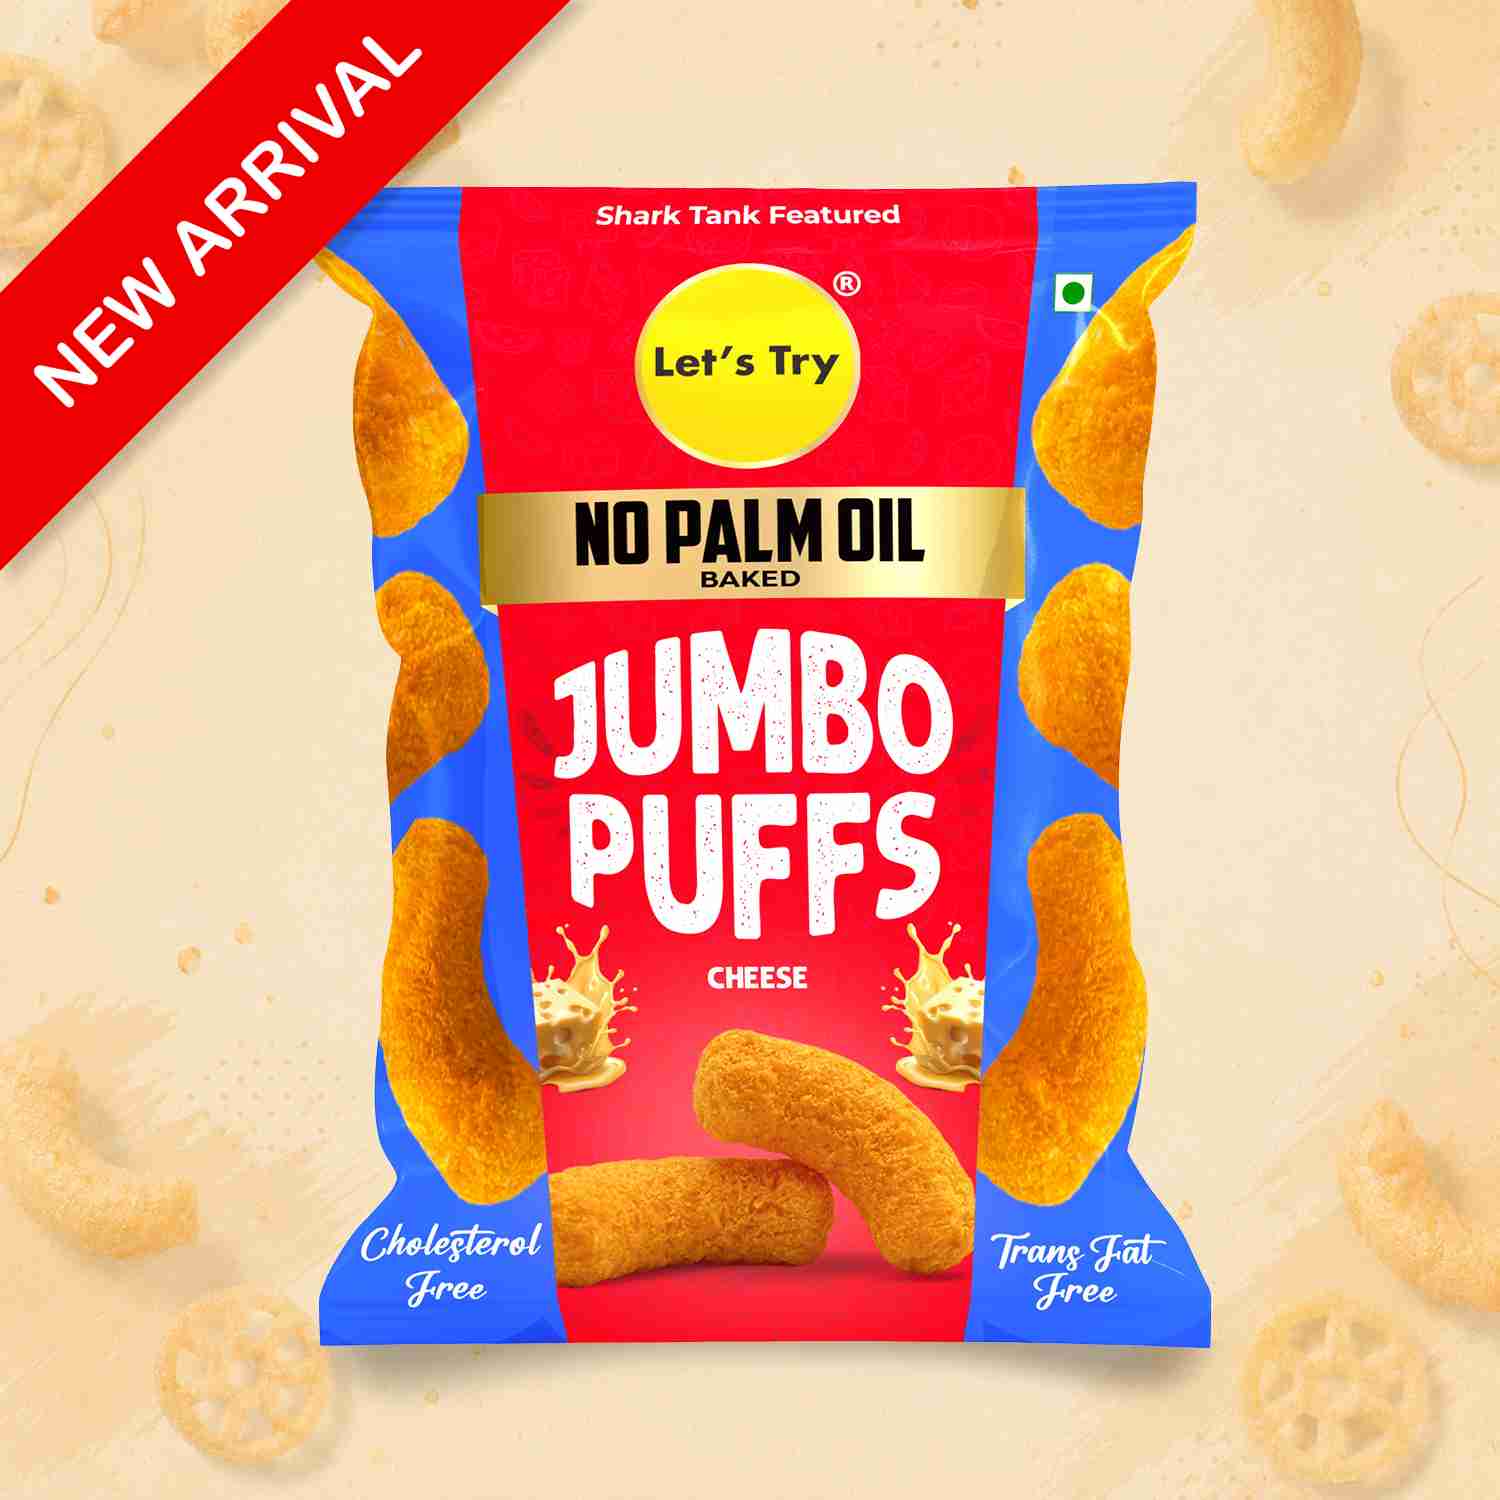 NEW ARRIVAL
Shark Tank Featured
Let's Try ®
NO PALM OIL
BAKED
JUMBO
PUFFS
CHEESE
Cholesterol
Free
Trans Fat
Free